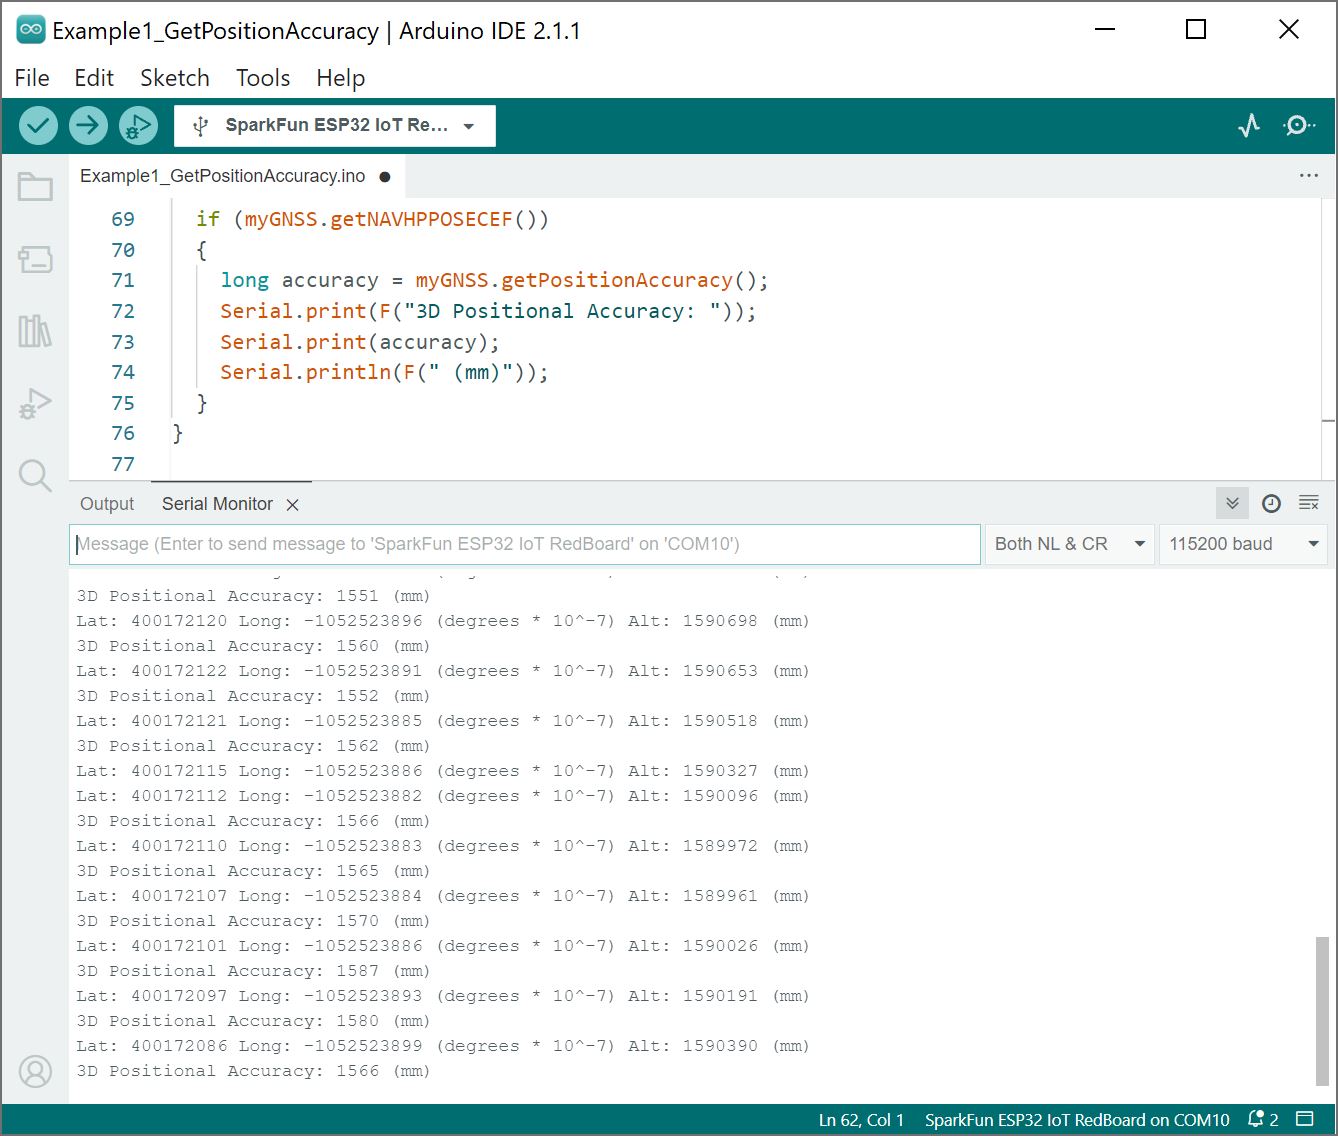 Example1_GetPositionAccuracy | Arduino IDE 2.1.1
File Edit Sketch Tools Help
SparkFun ESP32 IoT Re...
Example1_GetPositionAccuracy.ino
69 if (myGNSS.getNAVHPPOSECEF())
70 {
71 long accuracy = myGNSS.getPositionAccuracy();
72 Serial.print(F("3D Positional Accuracy: "));
73 Serial.print(accuracy);
74 Serial.println(F(" (mm)"));
75 }
76 }
77
Output Serial Monitor
Message (Enter to send message to 'SparkFun ESP32 IoT RedBoard' on 'COM10') Both NL & CR 115200 baud
3D Positional Accuracy: 1551 (mm)
Lat: 400172120 Long: -1052523896 (degrees * 10^-7) Alt: 1590698 (mm)
3D Positional Accuracy: 1560 (mm)
Lat: 400172122 Long: -1052523891 (degrees * 10^-7) Alt: 1590653 (mm)
3D Positional Accuracy: 1552 (mm)
Lat: 400172121 Long: -1052523885 (degrees * 10^-7) Alt: 1590518 (mm)
3D Positional Accuracy: 1562 (mm)
Lat: 400172115 Long: -1052523886 (degrees * 10^-7) Alt: 1590327 (mm)
Lat: 400172112 Long: -1052523882 (degrees * 10^-7) Alt: 1590096 (mm)
3D Positional Accuracy: 1566 (mm)
Lat: 400172110 Long: -1052523883 (degrees * 10^-7) Alt: 1589972 (mm)
3D Positional Accuracy: 1565 (mm)
Lat: 400172107 Long: -1052523884 (degrees * 10^-7) Alt: 1589961 (mm)
3D Positional Accuracy: 1570 (mm)
Lat: 400172101 Long: -1052523886 (degrees * 10^-7) Alt: 1590026 (mm)
3D Positional Accuracy: 1587 (mm)
Lat: 400172097 Long: -1052523893 (degrees * 10^-7) Alt: 1590191 (mm)
3D Positional Accuracy: 1580 (mm)
Lat: 400172086 Long: -1052523899 (degrees * 10^-7) Alt: 1590390 (mm)
3D Positional Accuracy: 1566 (mm)
Ln 62, Col 1 SparkFun ESP32 IoT RedBoard on COM10 2